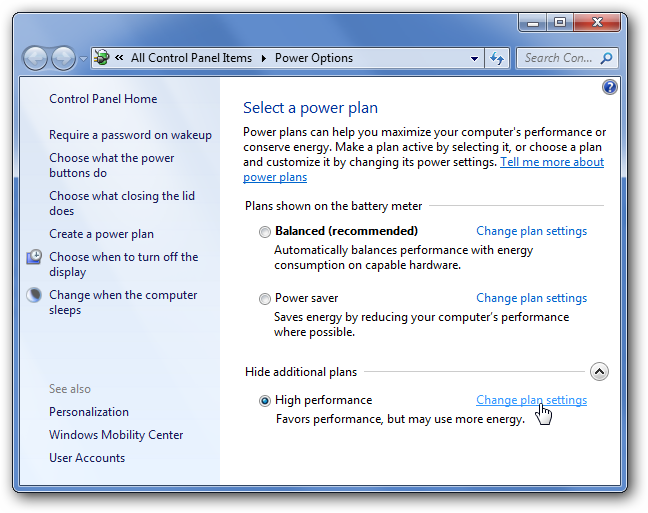 « All Control Panel Items ▸ Power Options
Search Con...
Control Panel Home
Require a password on wakeup
Choose what the power
buttons do
Choose what closing the lid
does
Create a power plan
Choose when to turn off the
display
Change when the computer
sleeps
See also
Personalization
Windows Mobility Center
User Accounts
?
Select a power plan
Power plans can help you maximize your computer's performance or
conserve energy. Make a plan active by selecting it, or choose a plan
and customize it by changing its power settings. Tell me more about
power plans
Plans shown on the battery meter
Balanced (recommended) Change plan settings
Automatically balances performance with energy
consumption on capable hardware.
Power saver Change plan settings
Saves energy by reducing your computer's performance
where possible.
Hide additional plans
High performance Change plan settings
Favors performance, but may use more energy.